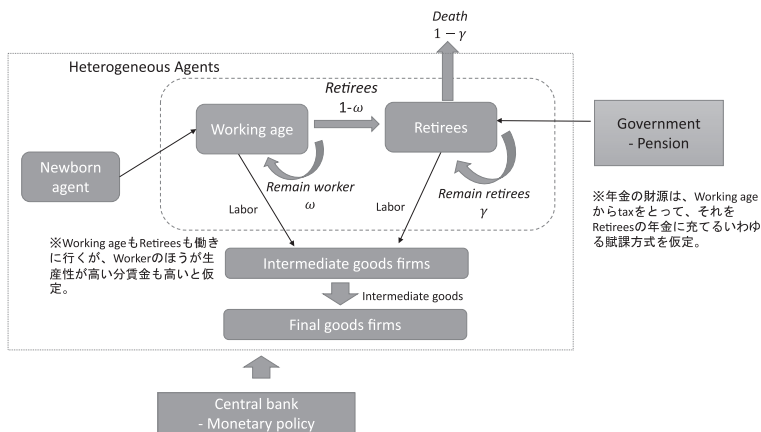 Death
1 − γ
Heterogeneous Agents
Retirees
1-ω
Working age
Retirees
Government
- Pension
Newborn
agent
Remain worker
ω
Remain retirees
γ
Labor
Labor
※年金の財源は、Working age
からtaxをとって、それを
Retireesの年金に充てるいわゆ
る賦課方式を仮定。
※Working ageもRetireesも働き
に行くが、Workerのほうが生
産性が高い分賃金も高いと仮
定。
Intermediate goods firms
Intermediate goods
Final goods firms
Central bank
- Monetary policy